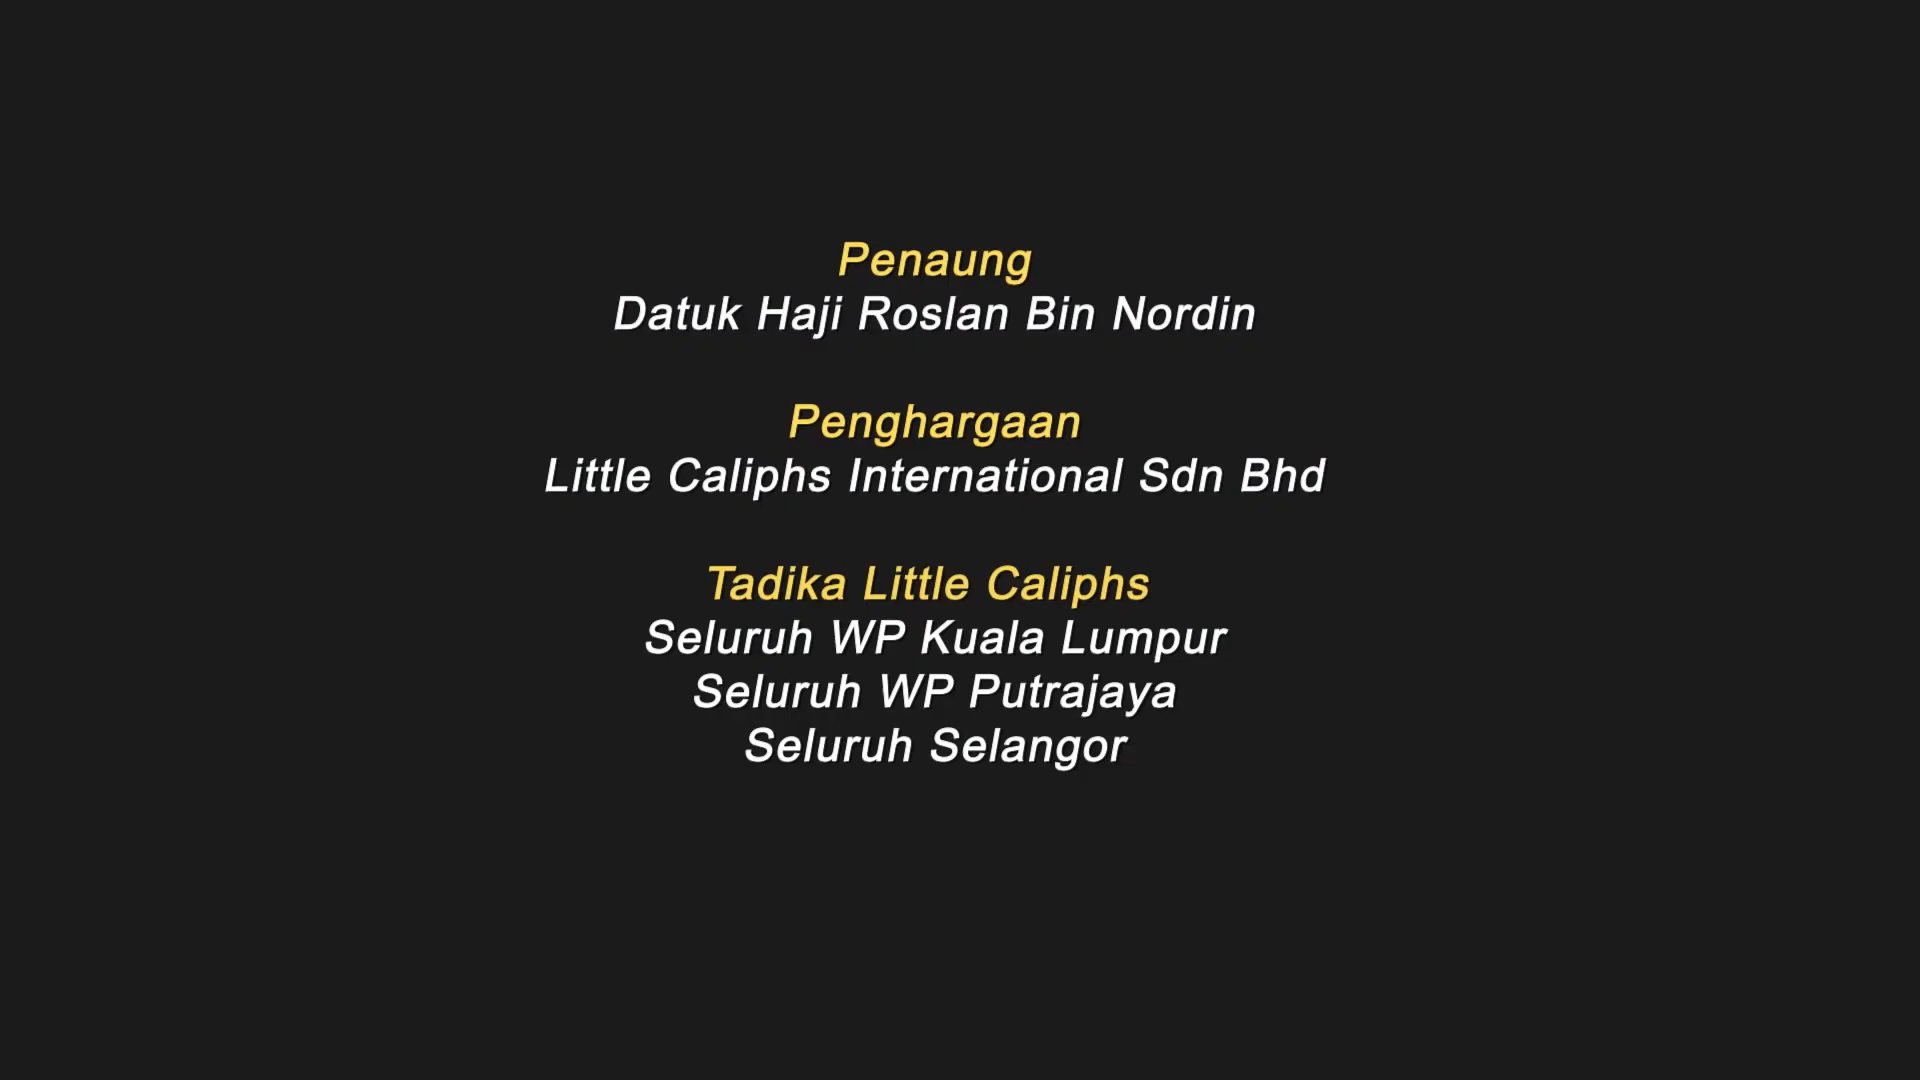 Penaung
Datuk Haji Roslan Bin Nordin
Penghargaan
Little Caliphs International Sdn Bhd
Tadika Little Caliphs
Seluruh WP Kuala Lumpur
Seluruh WP Putrajaya
Seluruh Selangor